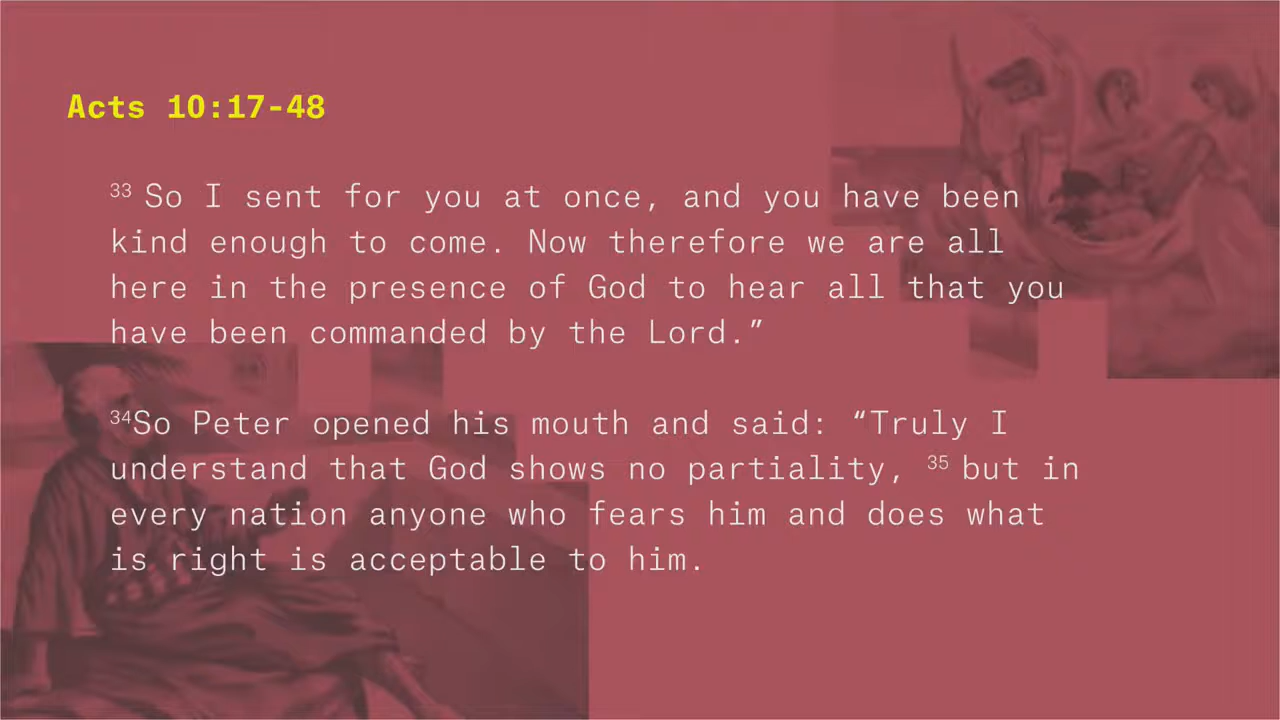 Acts 10:17-48
33 So I sent for you at once, and you have been
kind enough to come. Now therefore we are all
here in the presence of God to hear all that you
have been commanded by the Lord.”
34So Peter opened his mouth and said: “Truly I
understand that God shows no partiality, 35 but in
every nation anyone who fears him and does what
is right is acceptable to him.